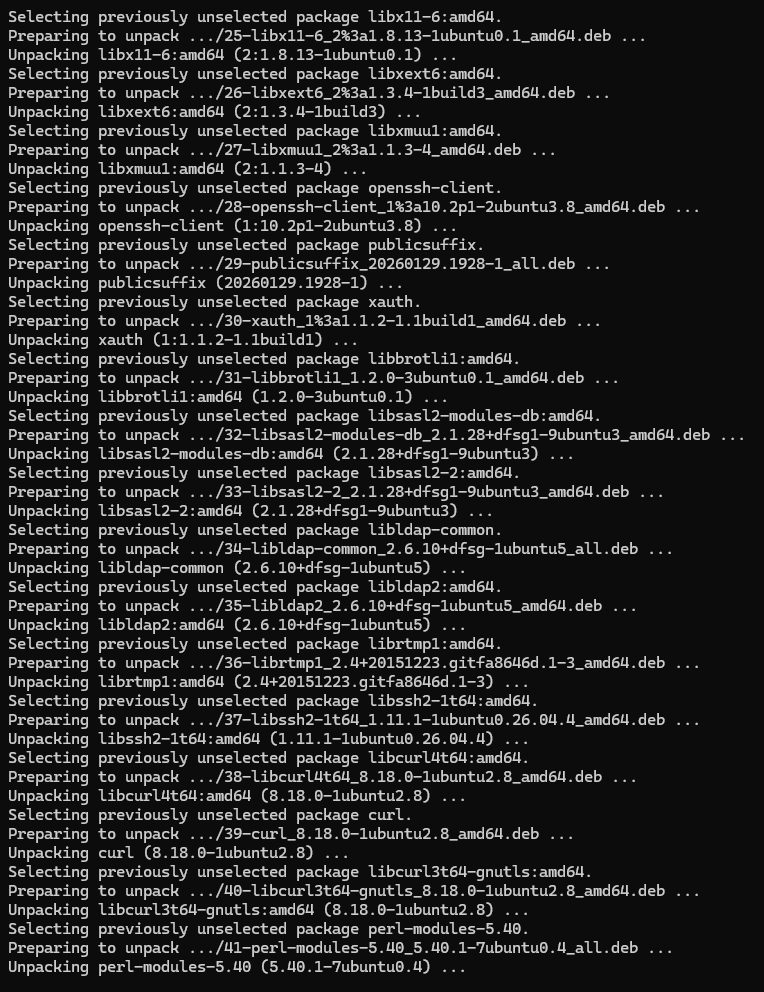 Selecting previously unselected package libx11-6:amd64.
Preparing to unpack .../25-libx11-6_2%3a1.8.13-1ubuntu0.1_amd64.deb ...
Unpacking libx11-6:amd64 (2:1.8.13-1ubuntu0.1) ...
Selecting previously unselected package libxext6:amd64.
Preparing to unpack .../26-libxext6_2%3a1.3.4-1build3_amd64.deb ...
Unpacking libxext6:amd64 (2:1.3.4-1build3) ...
Selecting previously unselected package libxmuu1:amd64.
Preparing to unpack .../27-libxmuu1_2%3a1.1.3-4_amd64.deb ...
Unpacking libxmuu1:amd64 (2:1.1.3-4) ...
Selecting previously unselected package openssh-client.
Preparing to unpack .../28-openssh-client_1%3a10.2p1-2ubuntu3.8_amd64.deb ...
Unpacking openssh-client (1:10.2p1-2ubuntu3.8) ...
Selecting previously unselected package publicsuffix.
Preparing to unpack .../29-publicsuffix_20260129.1928-1_all.deb ...
Unpacking publicsuffix (20260129.1928-1) ...
Selecting previously unselected package xauth.
Preparing to unpack .../30-xauth_1%3a1.1.2-1.1build1_amd64.deb ...
Unpacking xauth (1:1.1.2-1.1build1) ...
Selecting previously unselected package libbrotli1:amd64.
Preparing to unpack .../31-libbrotli1_1.2.0-3ubuntu0.1_amd64.deb ...
Unpacking libbrotli1:amd64 (1.2.0-3ubuntu0.1) ...
Selecting previously unselected package libsasl2-modules-db:amd64.
Preparing to unpack .../32-libsasl2-modules-db_2.1.28+dfsg1-9ubuntu3_amd64.deb ...
Unpacking libsasl2-modules-db:amd64 (2.1.28+dfsg1-9ubuntu3) ...
Selecting previously unselected package libsasl2-2:amd64.
Preparing to unpack .../33-libsasl2-2_2.1.28+dfsg1-9ubuntu3_amd64.deb ...
Unpacking libsasl2-2:amd64 (2.1.28+dfsg1-9ubuntu3) ...
Selecting previously unselected package libldap-common.
Preparing to unpack .../34-libldap-common_2.6.10+dfsg-1ubuntu5_all.deb ...
Unpacking libldap-common (2.6.10+dfsg-1ubuntu5) ...
Selecting previously unselected package libldap2:amd64.
Preparing to unpack .../35-libldap2_2.6.10+dfsg-1ubuntu5_amd64.deb ...
Unpacking libldap2:amd64 (2.6.10+dfsg-1ubuntu5) ...
Selecting previously unselected package librtmp1:amd64.
Preparing to unpack .../36-librtmp1_2.4+20151223.gitfa8646d.1-3_amd64.deb ...
Unpacking librtmp1:amd64 (2.4+20151223.gitfa8646d.1-3) ...
Selecting previously unselected package libssh2-1t64:amd64.
Preparing to unpack .../37-libssh2-1t64_1.11.1-1ubuntu0.26.04.4_amd64.deb ...
Unpacking libssh2-1t64:amd64 (1.11.1-1ubuntu0.26.04.4) ...
Selecting previously unselected package libcurl4t64:amd64.
Preparing to unpack .../38-libcurl4t64_8.18.0-1ubuntu2.8_amd64.deb ...
Unpacking libcurl4t64:amd64 (8.18.0-1ubuntu2.8) ...
Selecting previously unselected package curl.
Preparing to unpack .../39-curl_8.18.0-1ubuntu2.8_amd64.deb ...
Unpacking curl (8.18.0-1ubuntu2.8) ...
Selecting previously unselected package libcurl3t64-gnutls:amd64.
Preparing to unpack .../40-libcurl3t64-gnutls_8.18.0-1ubuntu2.8_amd64.deb ...
Unpacking libcurl3t64-gnutls:amd64 (8.18.0-1ubuntu2.8) ...
Selecting previously unselected package perl-modules-5.40.
Preparing to unpack .../41-perl-modules-5.40_5.40.1-7ubuntu0.4_all.deb ...
Unpacking perl-modules-5.40 (5.40.1-7ubuntu0.4) ...